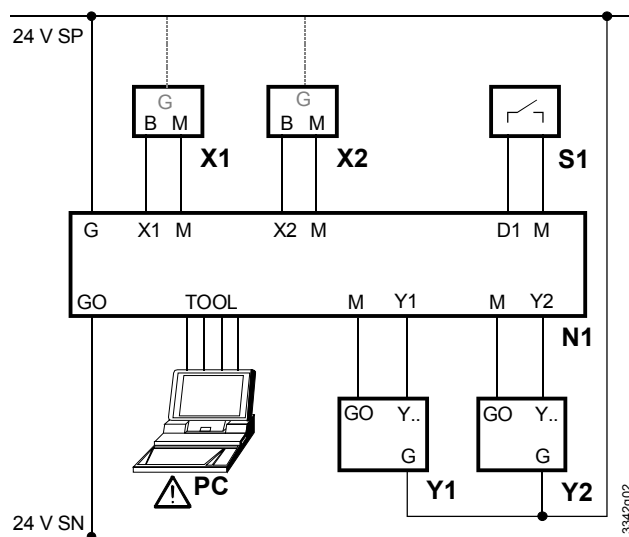 24 V SP
G G
B M B M
X1 X2 S1
G X1 M X2 M D1 M
GO TOOL M Y1 M Y2
N1
GO Y.. GO Y..
G G
PC Y1 Y2
24 V SN
3342a02